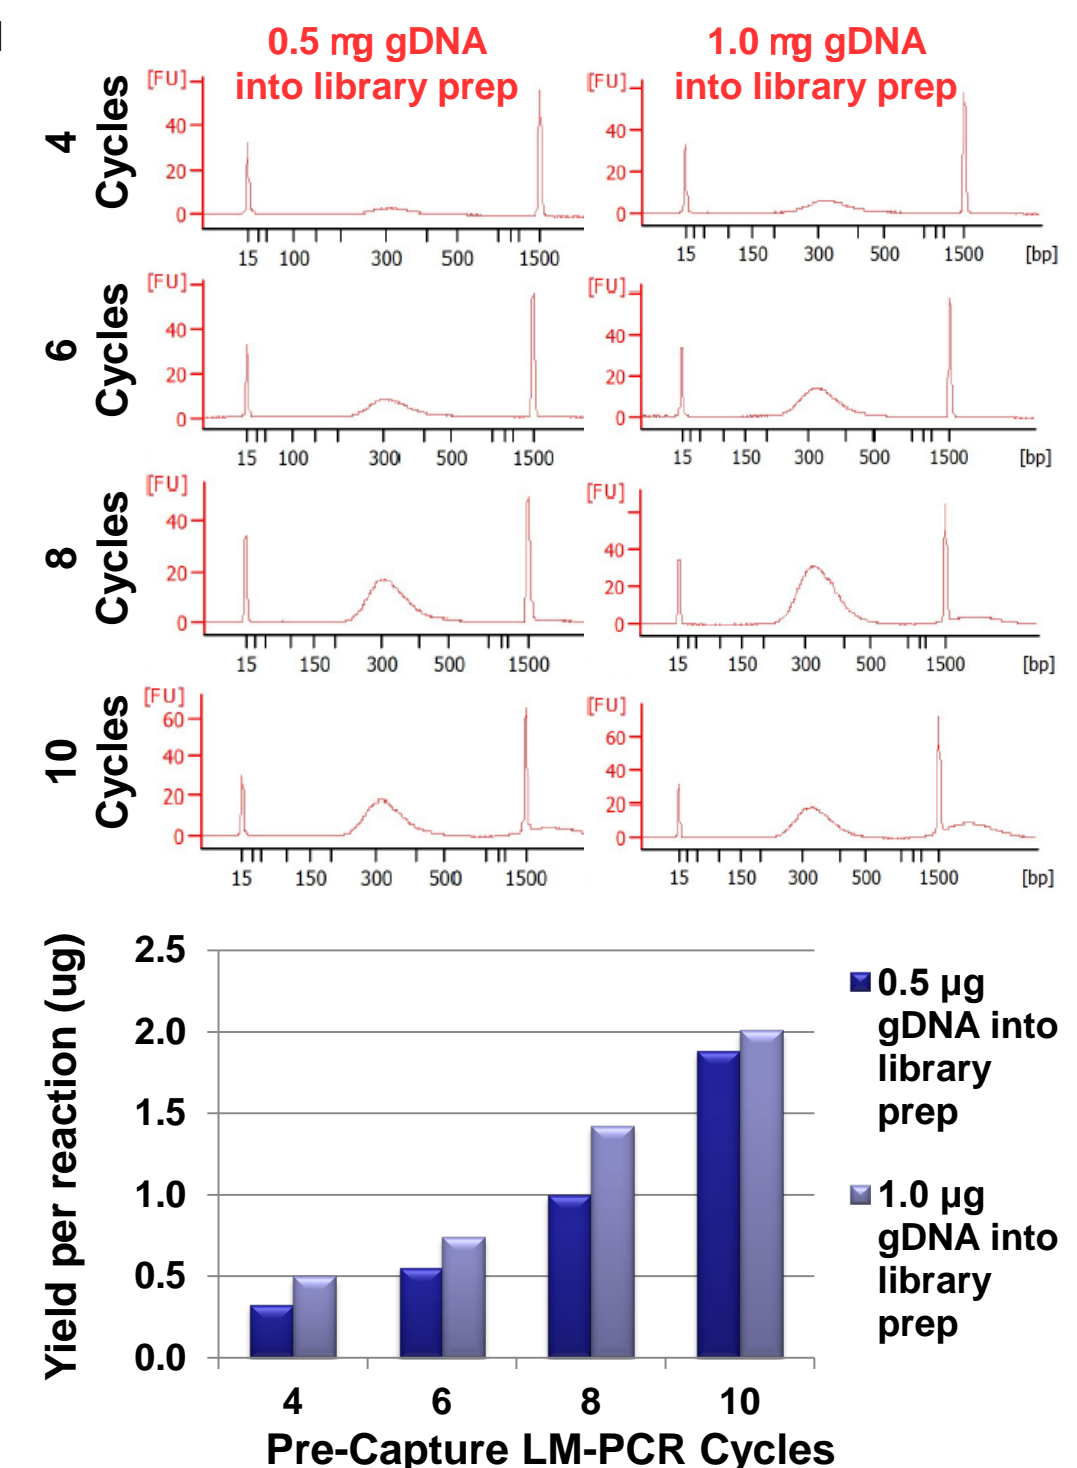 0.5 mg gDNA
into library prep
1.0 mg gDNA
into library prep
4
Cycles
[FU]
40
20
0
15 100 300 500 1500
[FU]
40
20
0
15 150 300 500 1500 [bp]
6
Cycles
[FU]
40
20
0
15 100 300 500 1500
[FU]
40
20
0
15 150 300 500 1500 [bp]
8
Cycles
[FU]
40
20
0
15 150 300 500 1500
[FU]
40
20
0
15 150 300 500 1500 [bp]
10
Cycles
[FU]
60
40
20
0
15 150 300 500 1500
[FU]
60
40
20
0
15 150 300 500 1500 [bp]
Yield per reaction (ug)
2.5
2.0
1.5
1.0
0.5
0.0
4 6 8 10
Pre-Capture LM-PCR Cycles
0.5 µg
gDNA into
library
prep
1.0 µg
gDNA into
library
prep